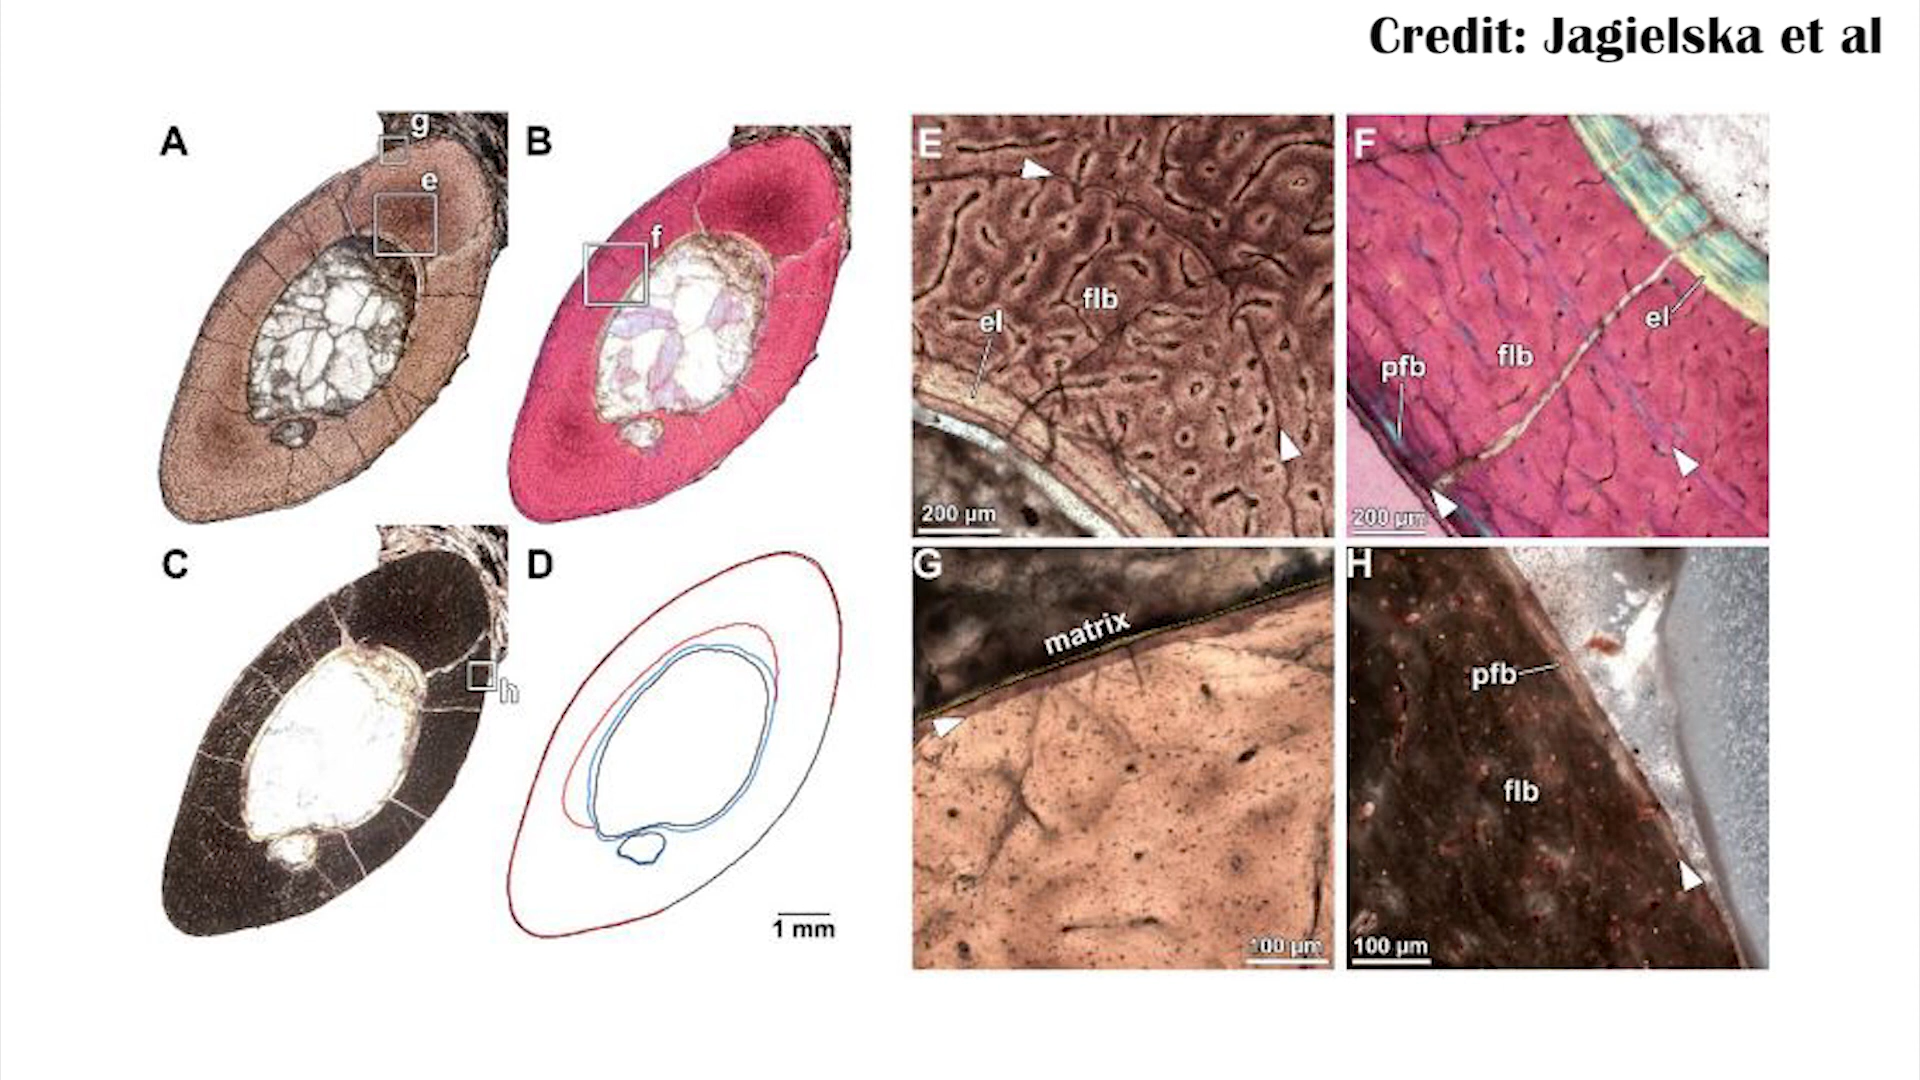 Credit: Jagielska et al
A
g
e
B
f
C
h
D
1 mm
E
flb
el
200 µm
F
el
flb
pfb
200 µm
G
matrix
100 µm
H
pfb
flb
100 µm